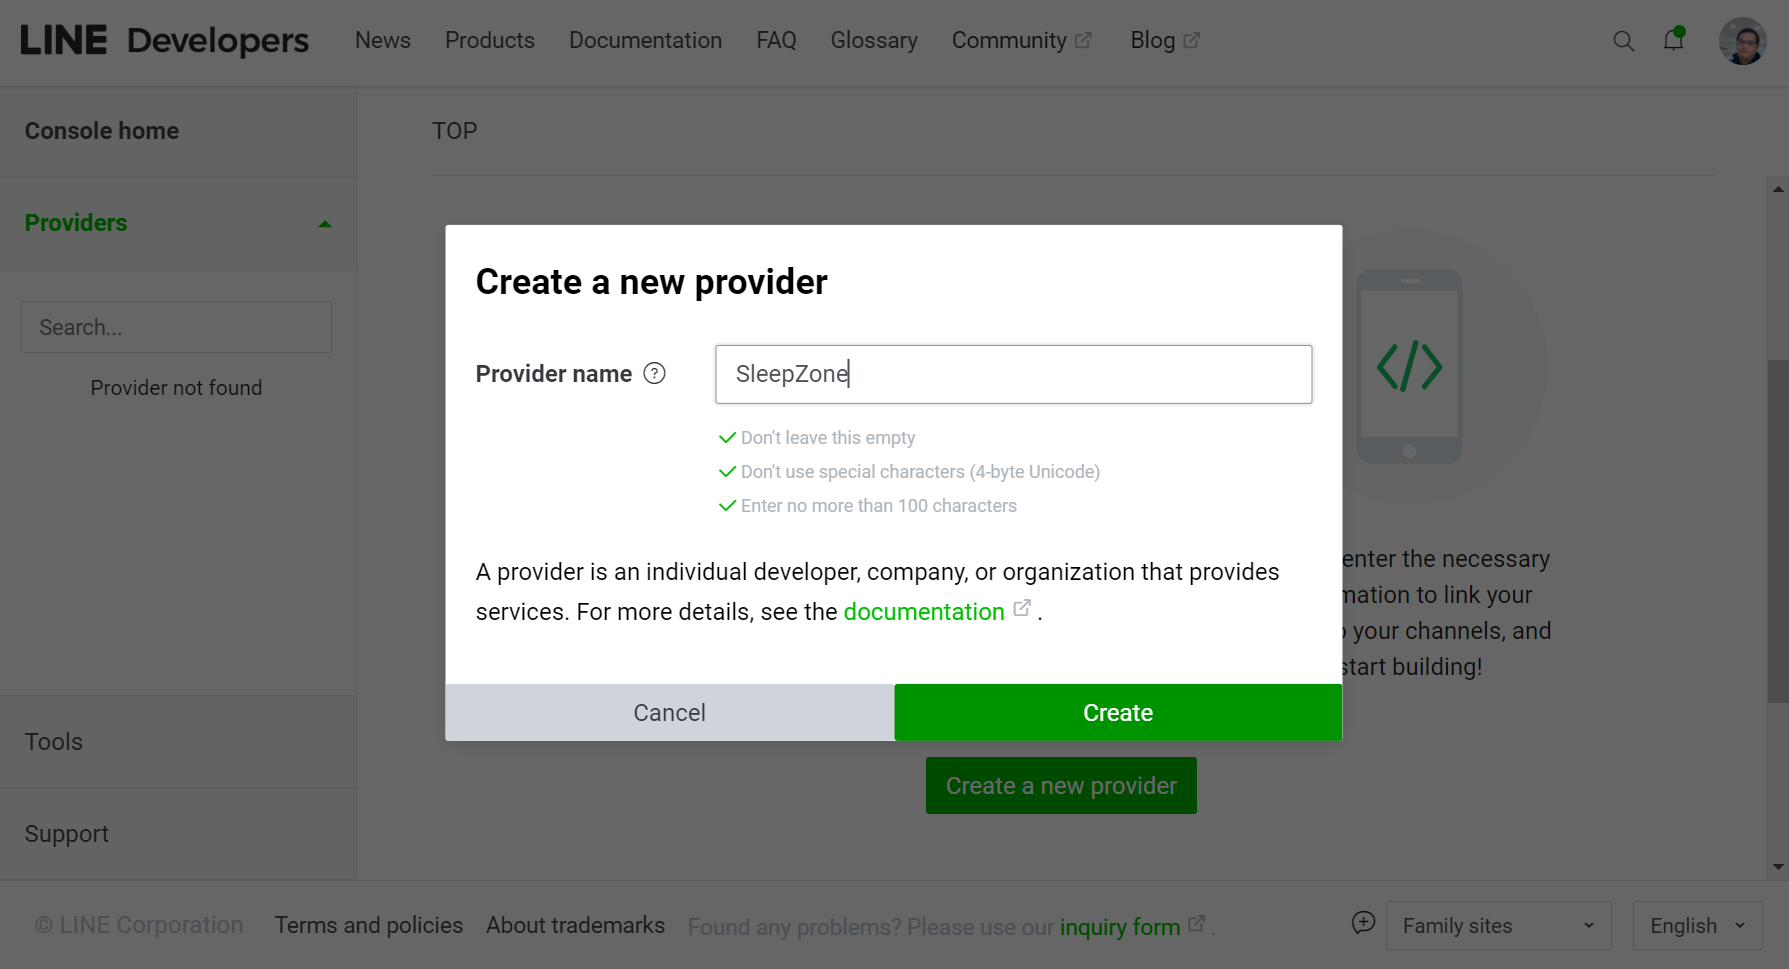 LINE Developers
News
Products
Documentation
FAQ
Glossary
Community
Blog
Console home
Providers
Search...
Provider not found
Tools
Support
TOP
Create a new provider
Provider name ?
SleepZone
Don't leave this empty
Don't use special characters (4-byte Unicode)
Enter no more than 100 characters
A provider is an individual developer, company, or organization that provides
services. For more details, see the documentation .
Cancel
Create
</>
enter the necessary
mation to link your
your channels, and
start building!
Create a new provider
© LINE Corporation
Terms and policies
About trademarks
Found any problems? Please use our inquiry form .
Family sites
English